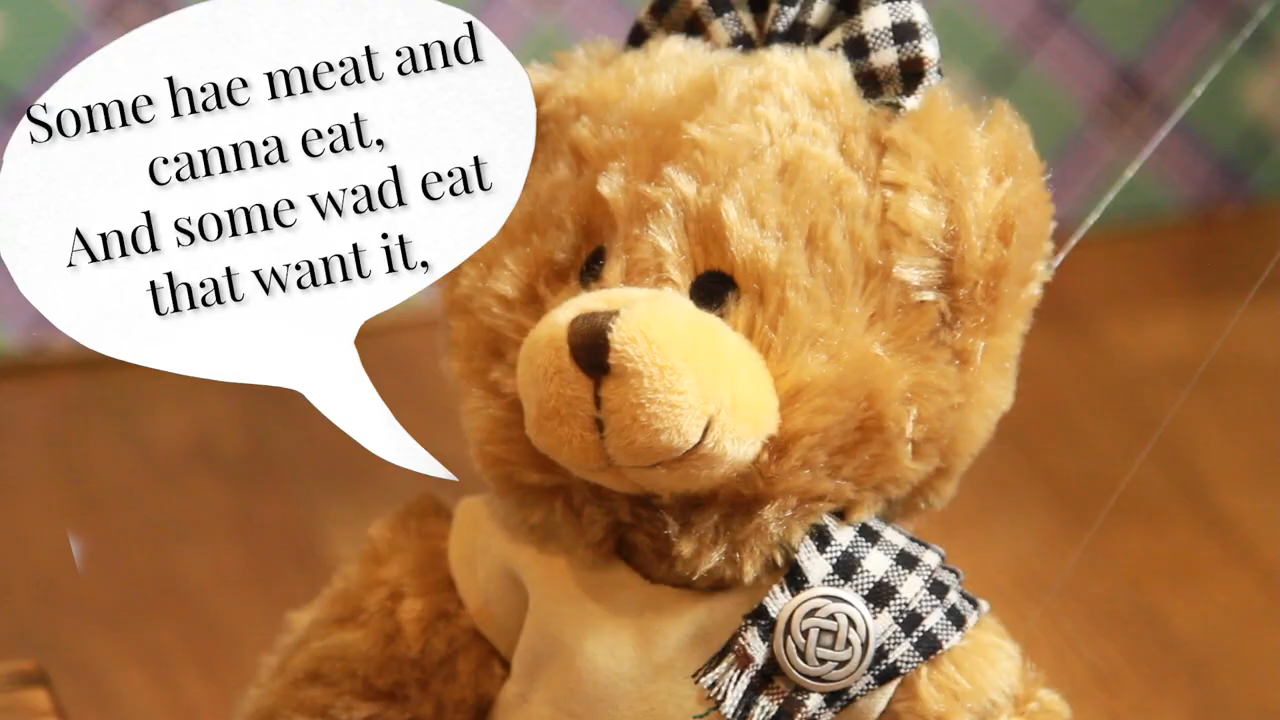 Some hae meat and
canna eat,
And some wad eat
that want it,